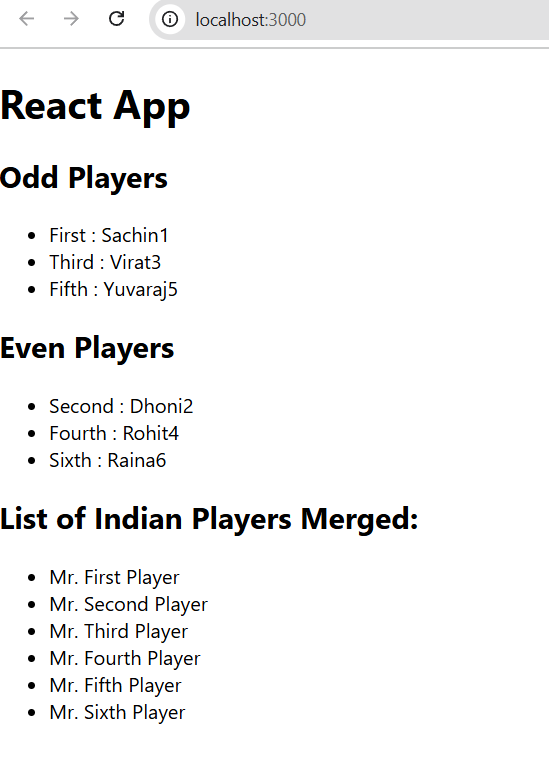 localhost:3000
React App
Odd Players
First : Sachin1
Third : Virat3
Fifth : Yuvaraj5
Even Players
Second : Dhoni2
Fourth : Rohit4
Sixth : Raina6
List of Indian Players Merged:
Mr. First Player
Mr. Second Player
Mr. Third Player
Mr. Fourth Player
Mr. Fifth Player
Mr. Sixth Player